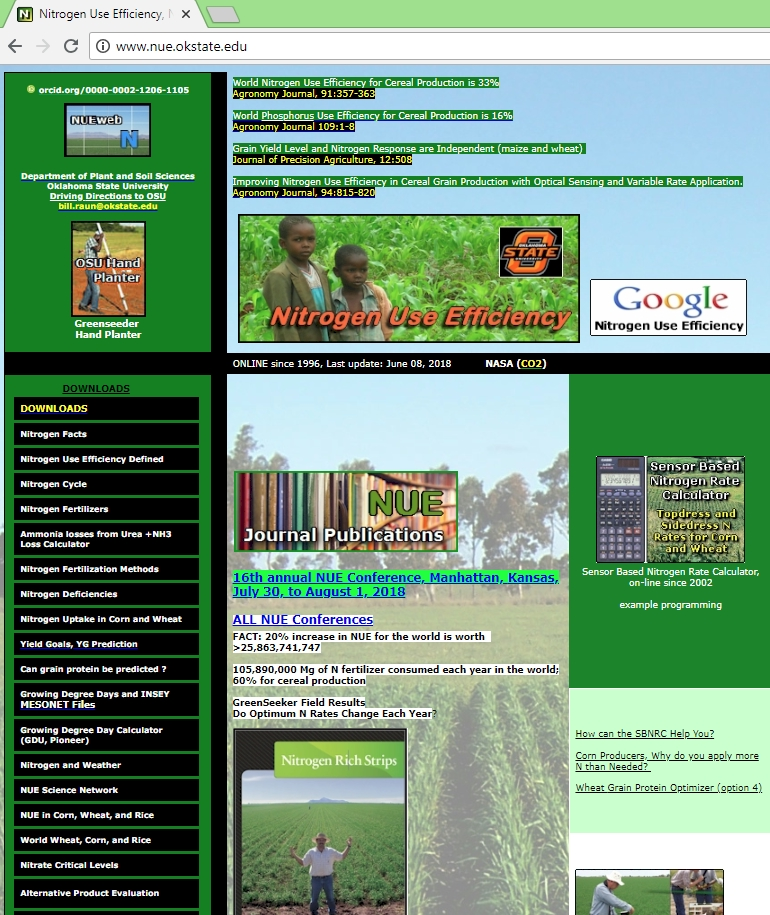 Nitrogen Use Efficiency, N
www.nue.okstate.edu
orcid.org/0000-0002-1206-1105
NUEweb
N
Department of Plant and Soil Sciences
Oklahoma State University
Driving Directions to OSU
bill.raun@okstate.edu
OSU Hand
Planter
Greenseeder
Hand Planter
World Nitrogen Use Efficiency for Cereal Production is 33%
Agronomy Journal, 91:357-363
World Phosphorus Use Efficiency for Cereal Production is 16%
Agronomy Journal 109:1-8
Grain Yield Level and Nitrogen Response are Independent (maize and wheat)
Journal of Precision Agriculture, 12:508
Improving Nitrogen Use Efficiency in Cereal Grain Production with Optical Sensing and Variable Rate Application.
Agronomy Journal, 94:815-820
OKLAHOMA
STATE
UNIVERSITY
Nitrogen Use Efficiency
Google
Nitrogen Use Efficiency
ONLINE since 1996, Last update: June 08, 2018 NASA (CO2)
DOWNLOADS
DOWNLOADS
Nitrogen Facts
Nitrogen Use Efficiency Defined
Nitrogen Cycle
Nitrogen Fertilizers
Ammonia losses from Urea +NH3
Loss Calculator
Nitrogen Fertilization Methods
Nitrogen Deficiencies
Nitrogen Uptake in Corn and Wheat
Yield Goals, YG Prediction
Can grain protein be predicted ?
Growing Degree Days and INSEY
MESONET Files
Growing Degree Day Calculator
(GDU, Pioneer)
Nitrogen and Weather
NUE Science Network
NUE in Corn, Wheat, and Rice
World Wheat, Corn, and Rice
Nitrate Critical Levels
Alternative Product Evaluation
NUE
Journal Publications
16th annual NUE Conference, Manhattan, Kansas,
July 30, to August 1, 2018
ALL NUE Conferences
FACT: 20% increase in NUE for the world is worth
>25,863,741,747
105,890,000 Mg of N fertilizer consumed each year in the world;
60% for cereal production
GreenSeeker Field Results
Do Optimum N Rates Change Each Year?
Nitrogen Rich Strips
Sensor Based
Nitrogen Rate
Calculator
Topdress and
Sidedress N
Rates for Corn
and Wheat
Sensor Based Nitrogen Rate Calculator,
on-line since 2002
example programming
How can the SBNRC Help You?
Corn Producers, Why do you apply more
N than Needed?
Wheat Grain Protein Optimizer (option 4)